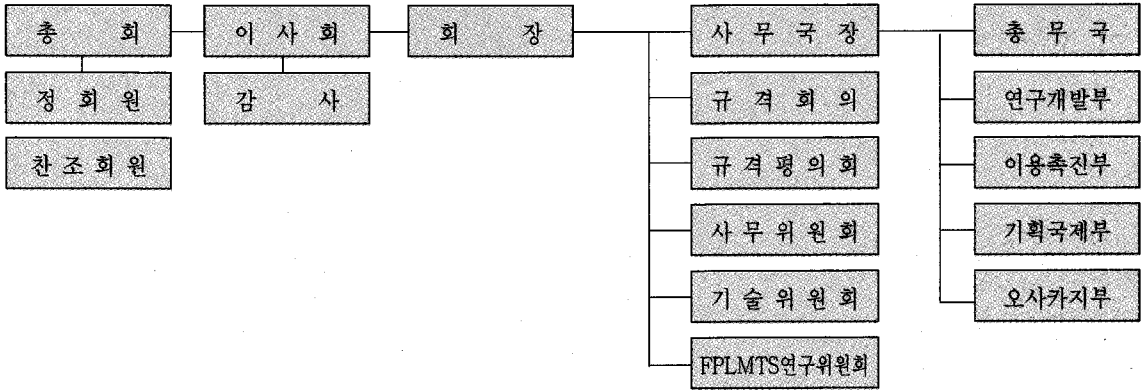 총 회
이 사 회
회 장
사 무 국 장
총 무 국
정 회 원
감 사
규 격 회 의
연구개발부
찬 조 회 원
규 격 평 의 회
이용촉진부
사 무 위 원 회
기획국제부
기 술 위 원 회
오사카지부
FPLMTS연구위원회